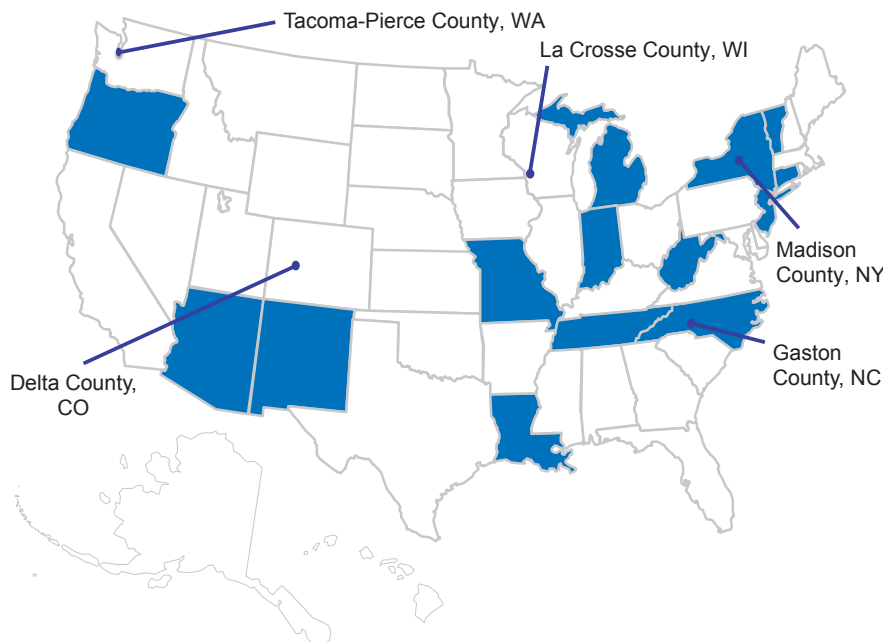 Tacoma-Pierce County, WA
La Crosse County, WI
Madison
County, NY
Gaston
County, NC
Delta County,
CO